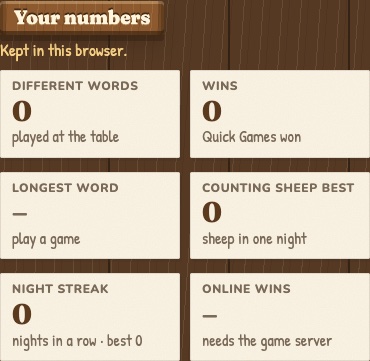 Your numbers
Kept in this browser.
DIFFERENT WORDS
0
played at the table
WINS
0
Quick Games won
LONGEST WORD
–
play a game
COUNTING SHEEP BEST
0
sheep in one night
NIGHT STREAK
0
nights in a row · best 0
ONLINE WINS
–
needs the game server